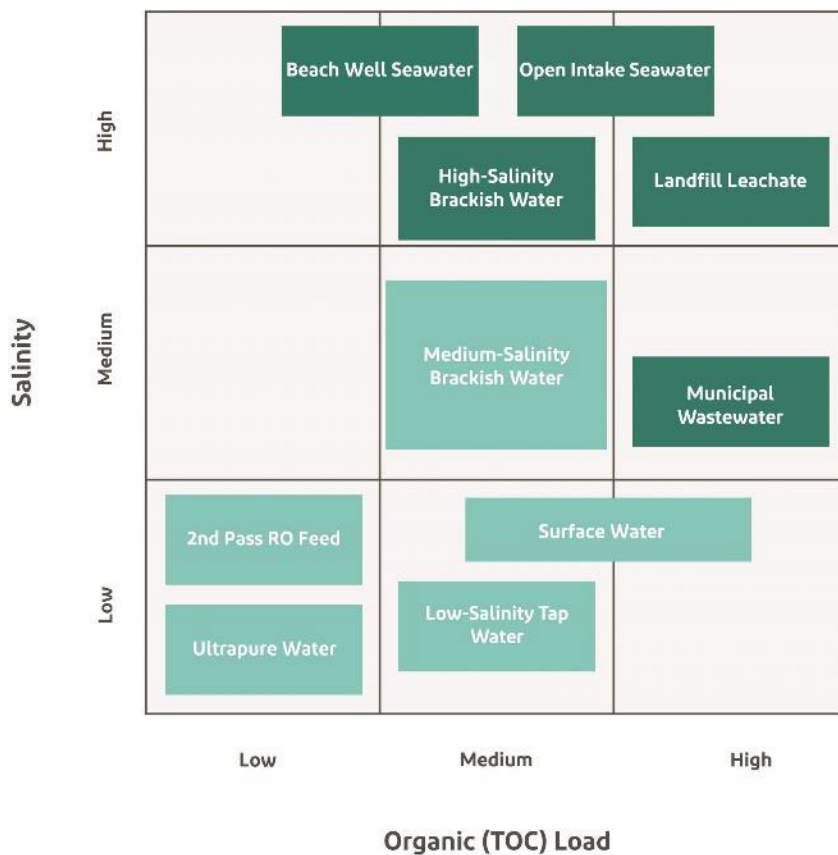 Beach Well Seawater
Open Intake Seawater
High
High-Salinity
Brackish Water
Landfill Leachate
Salinity
Medium
Medium-Salinity
Brackish Water
Municipal
Wastewater
2nd Pass RO Feed
Surface Water
Low
Low-Salinity Tap
Water
Ultrapure Water
Low
Medium
High
Organic (TOC) Load